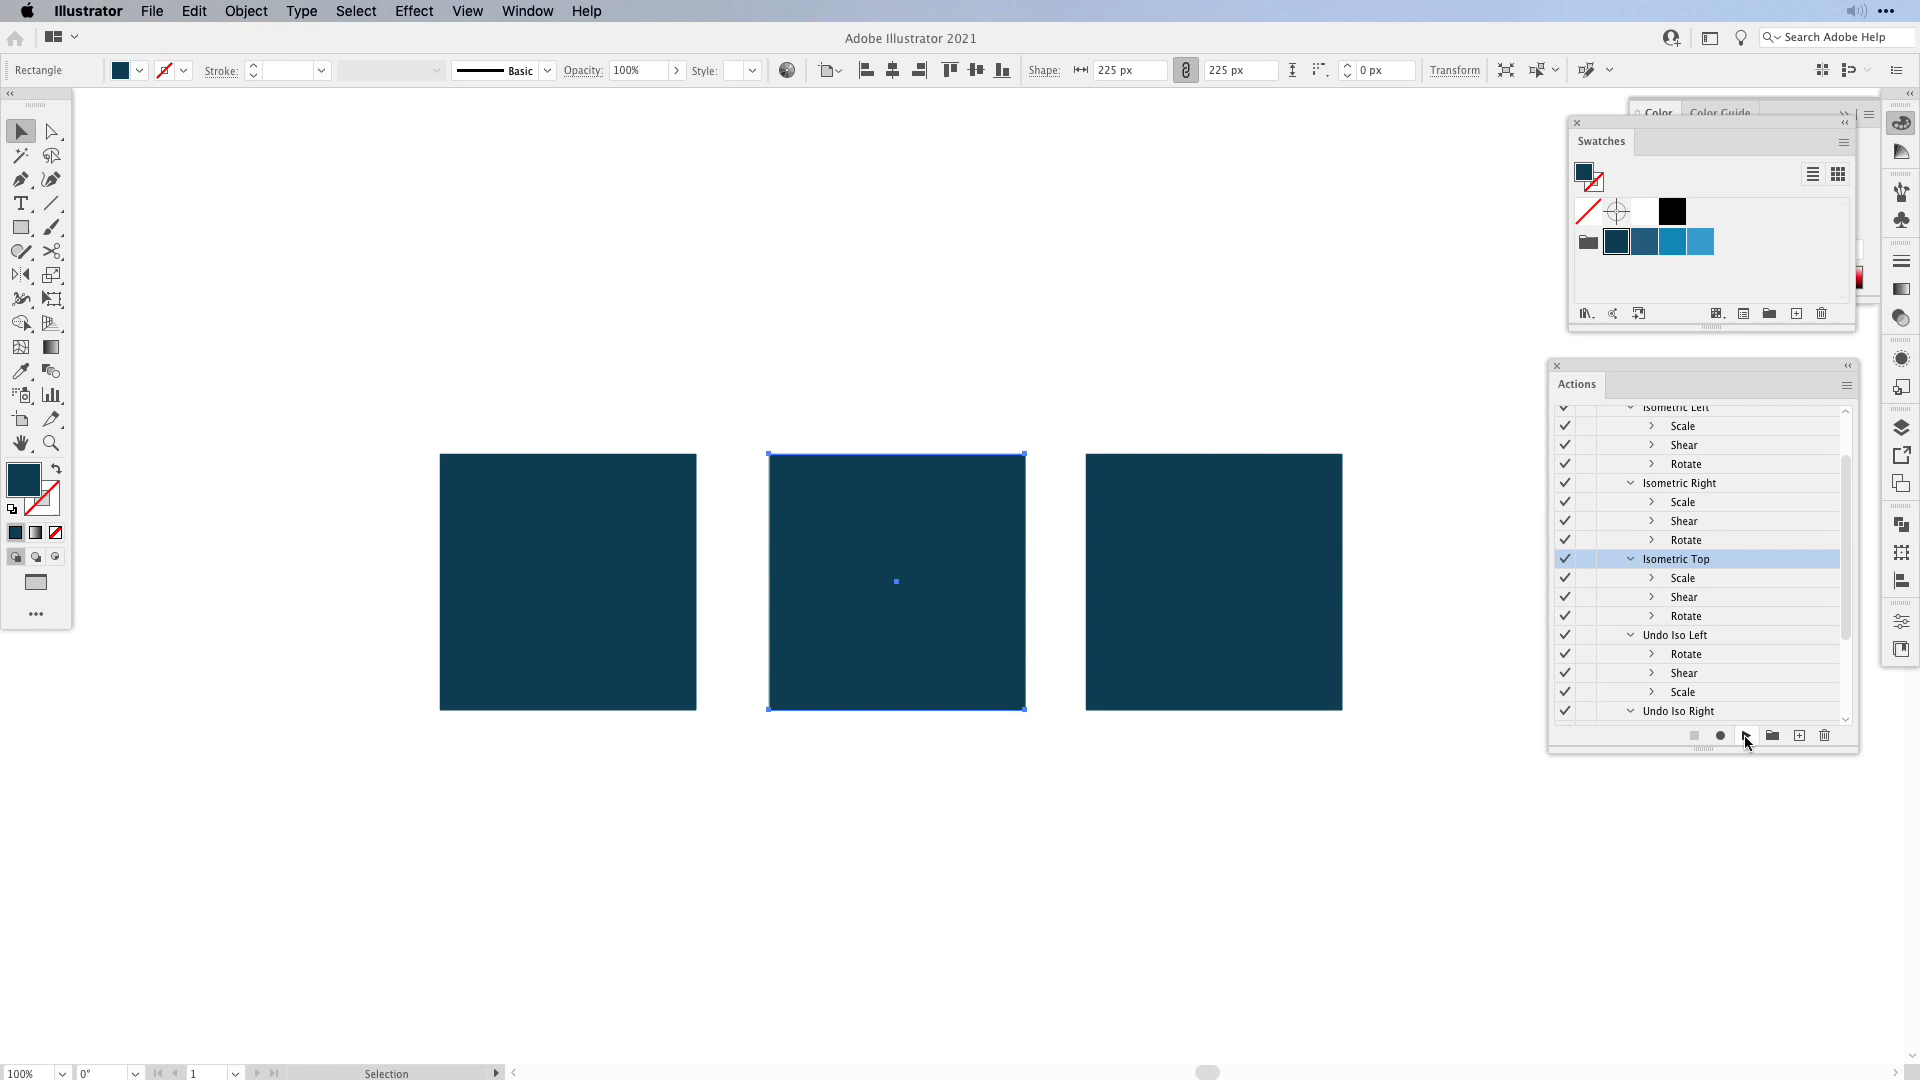 Illustrator File Edit Object Type Select Effect View Window Help
Adobe Illustrator 2021
Search Adobe Help
Rectangle Stroke: Basic Opacity: 100% Style: Shape: 225 px 225 px 0 px Transform
Color Color Guide
Swatches
Actions
Isometric Left
Scale
Shear
Rotate
Isometric Right
Scale
Shear
Rotate
Isometric Top
Scale
Shear
Rotate
Undo Iso Left
Rotate
Shear
Scale
Undo Iso Right
100% 0° 1 Selection